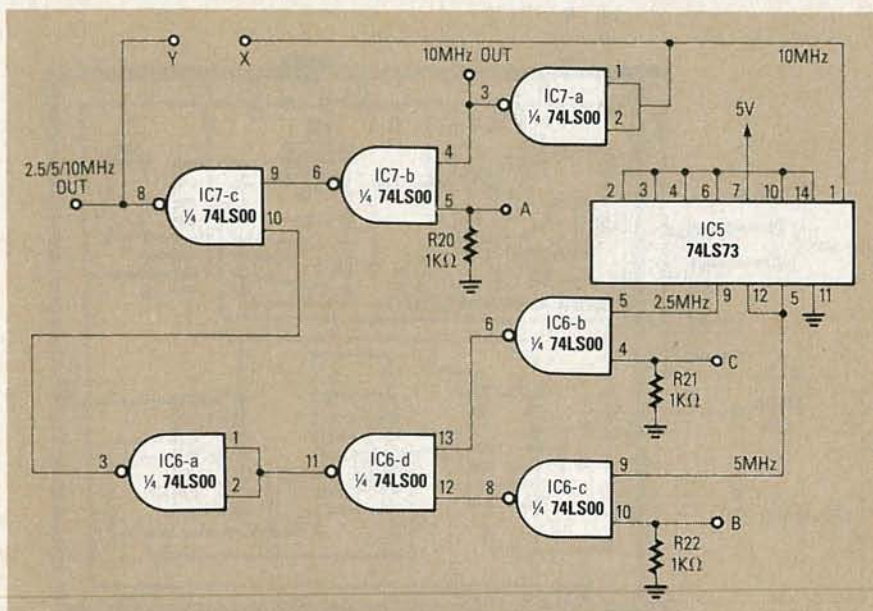 Y X
10MHz OUT
10MHz
3
1
2
IC7-a
¼ 74LS00
5V
2.5/5/10MHz
OUT
8
9
10
IC7-c
¼ 74LS00
6
4
5
IC7-b
¼ 74LS00
A
R20
1KΩ
2 3 4 6 7 10 14 1
IC5
74LS73
9 12 5 11
2.5MHz
6
5
4
IC6-b
¼ 74LS00
C
R21
1KΩ
3
1
2
IC6-a
¼ 74LS00
11
13
12
IC6-d
¼ 74LS00
8
9
10
IC6-c
¼ 74LS00
5MHz
B
R22
1KΩ